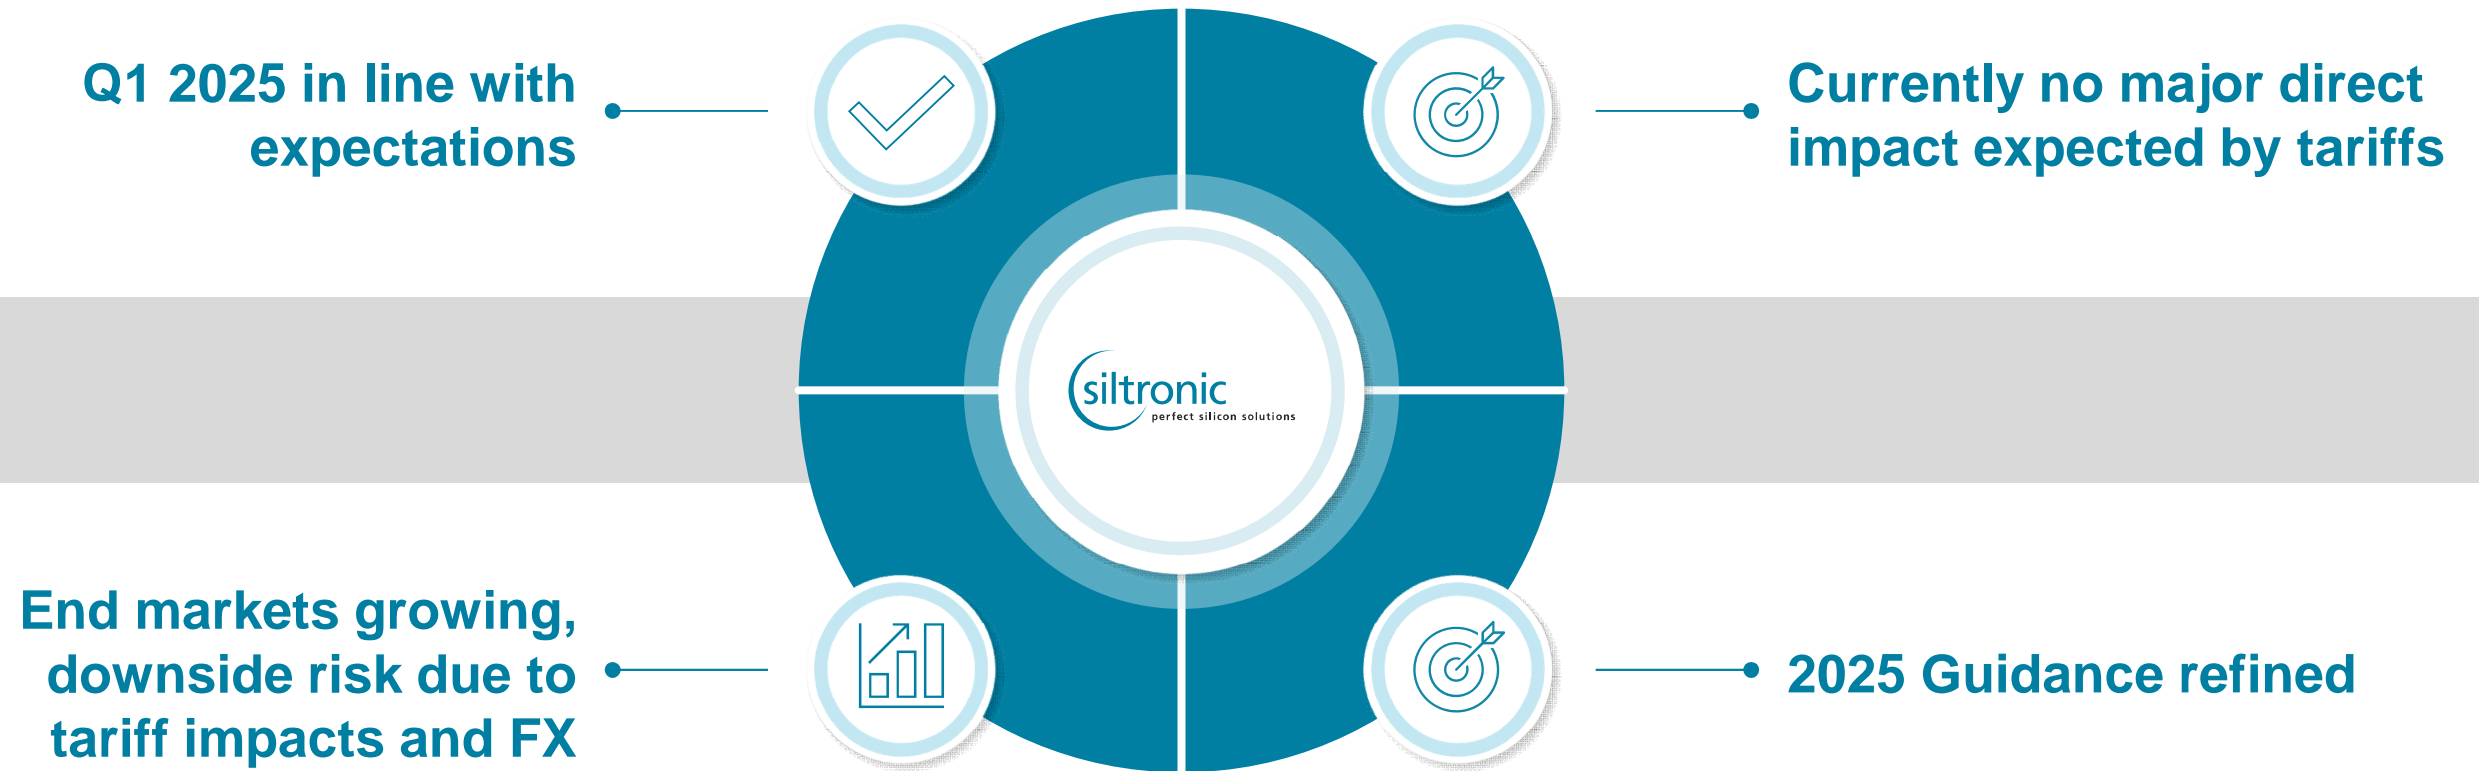 Q1 2025 in line with
expectations
Currently no major direct
impact expected by tariffs
siltronic
perfect silicon solutions
End markets growing,
downside risk due to
tariff impacts and FX
2025 Guidance refined